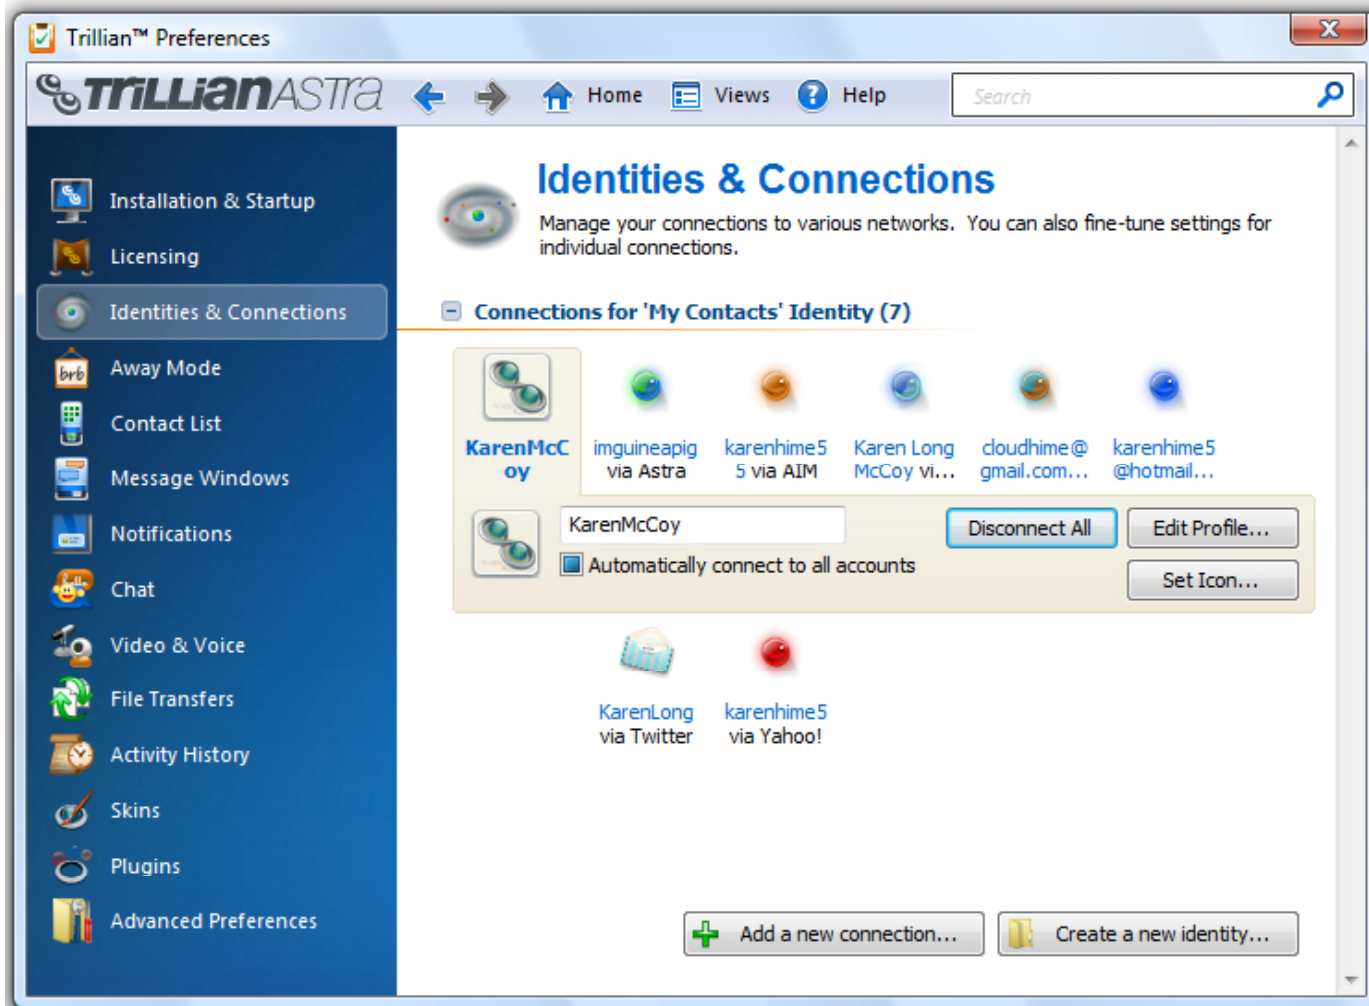 Trillian™ Preferences
TRILLIAN ASTRA
Home
Views
Help
Search
Installation & Startup
Licensing
Identities & Connections
brb
Away Mode
Contact List
Message Windows
Notifications
Chat
Video & Voice
File Transfers
Activity History
Skins
Plugins
Advanced Preferences
Identities & Connections
Manage your connections to various networks. You can also fine-tune settings for
individual connections.
Connections for 'My Contacts' Identity (7)
KarenMcC
oy
imguineapig
via Astra
karenhime5
5 via AIM
Karen Long
McCoy vi...
cloudhime@
gmail.com...
karenhime5
@hotmail...
KarenMcCoy
Disconnect All
Edit Profile...
Automatically connect to all accounts
Set Icon...
KarenLong
via Twitter
karenhime5
via Yahoo!
Add a new connection...
Create a new identity...